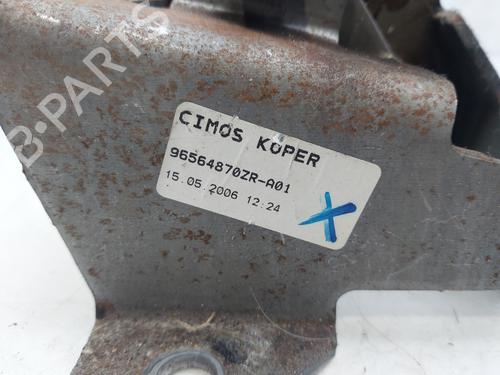 B-PARTS
CIMOS KOPER
96564870ZR-A01
15.05.2006 12:24